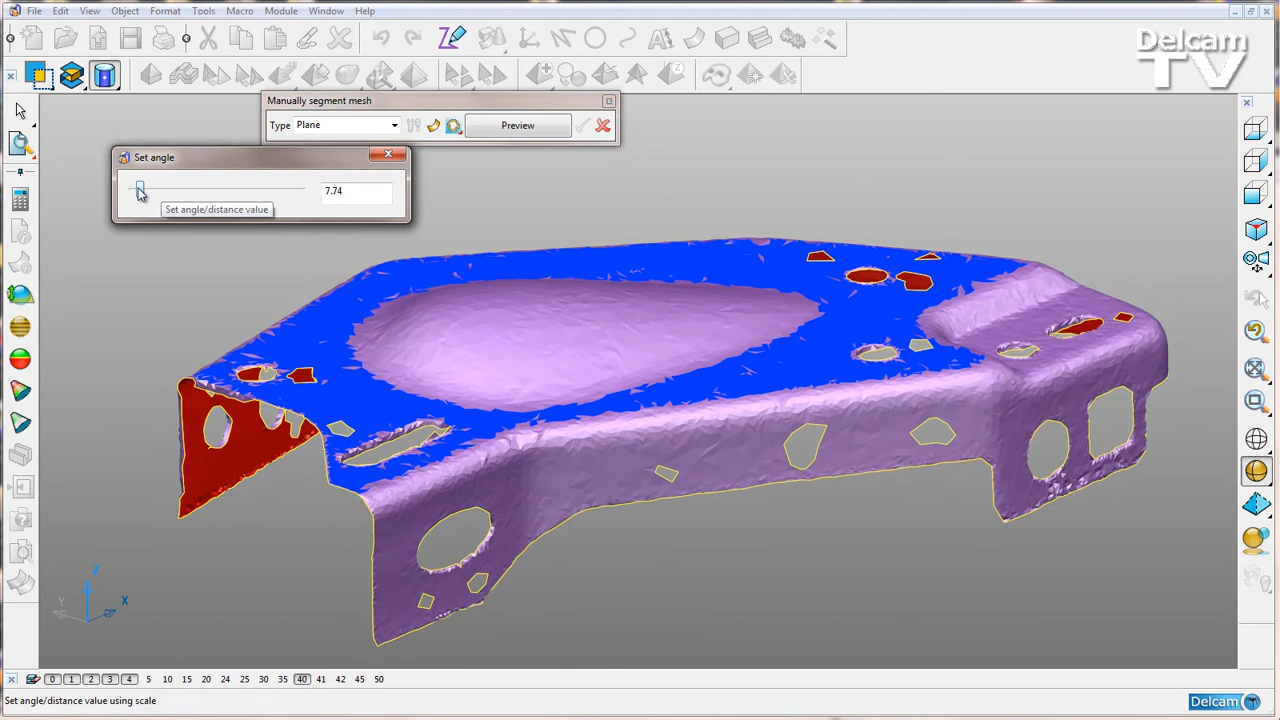 File Edit View Object Format Tools Macro Module Window Help
Delcam
TV
Manually segment mesh
Type Plane Preview
Set angle
7.74
Set angle/distance value
Z
Y X
0 1 2 3 4 5 10 15 20 24 25 30 35 40 41 42 45 50
Set angle/distance value using scale
Delcam